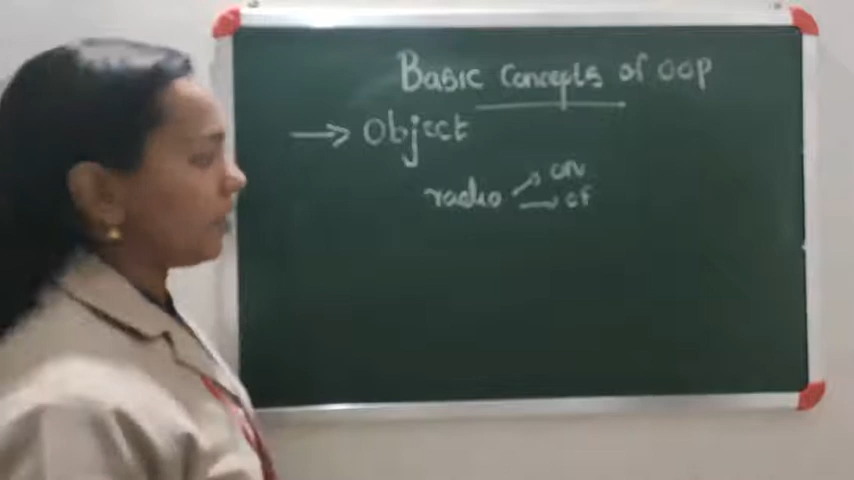 Basic Concepts of OOP
→ Object
radio → ON
→ of